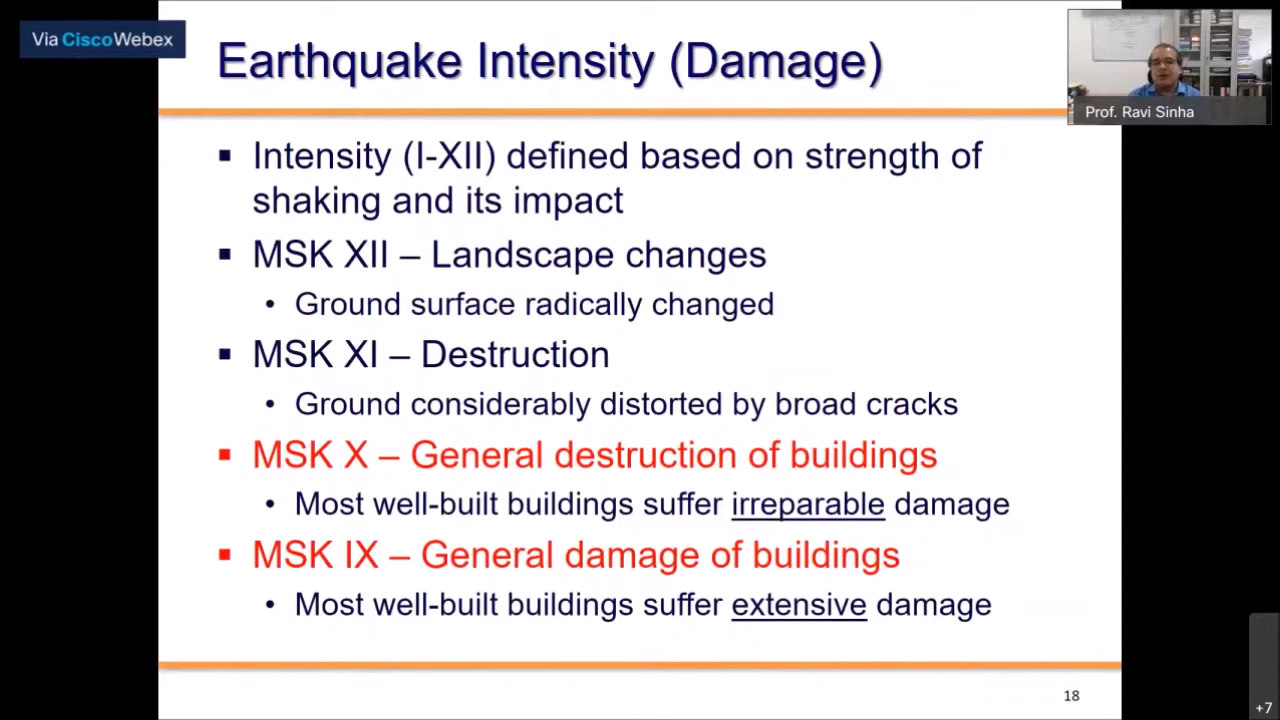 Via CiscoWebex
Earthquake Intensity (Damage)
Prof. Ravi Sinha
▪ Intensity (I-XII) defined based on strength of
shaking and its impact
▪ MSK XII – Landscape changes
• Ground surface radically changed
▪ MSK XI – Destruction
• Ground considerably distorted by broad cracks
▪ MSK X – General destruction of buildings
• Most well-built buildings suffer irreparable damage
▪ MSK IX – General damage of buildings
• Most well-built buildings suffer extensive damage
18
+7